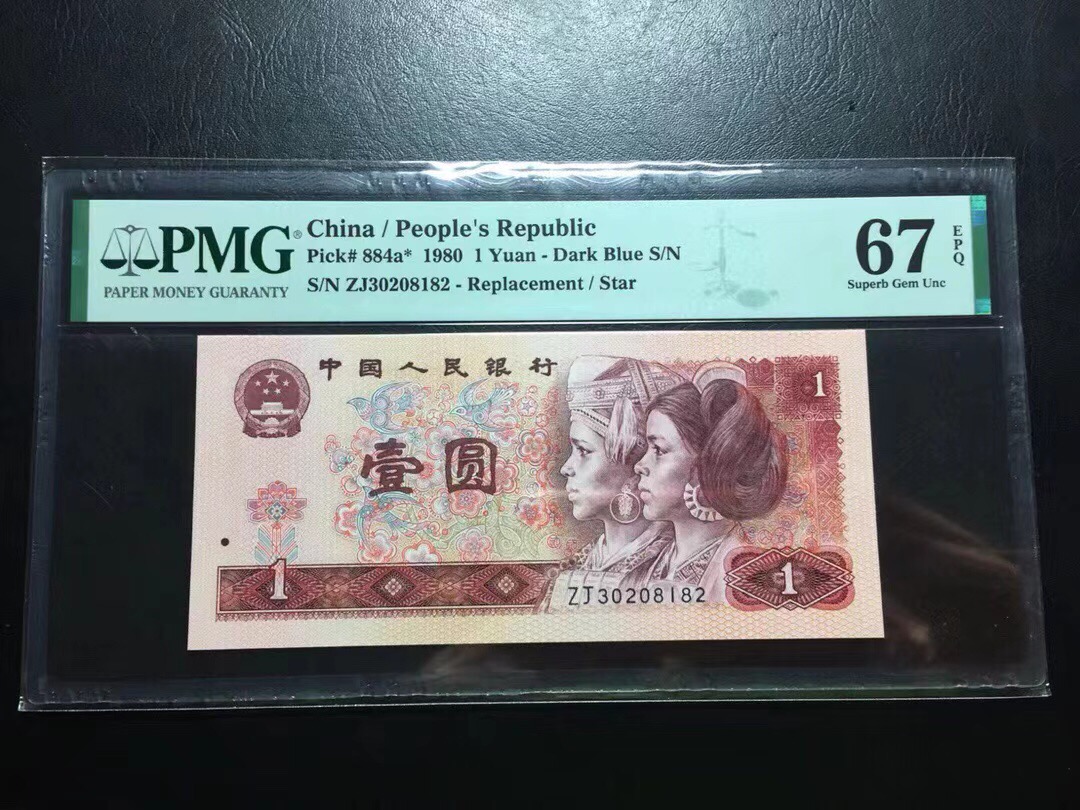 PMG®
PAPER MONEY GUARANTY
China / People's Republic
Pick# 884a* 1980 1 Yuan - Dark Blue S/N
S/N ZJ30208182 - Replacement / Star
67
EPQ
Superb Gem Unc
中国人民银行
1
壹圆
1
ZJ30208182
1